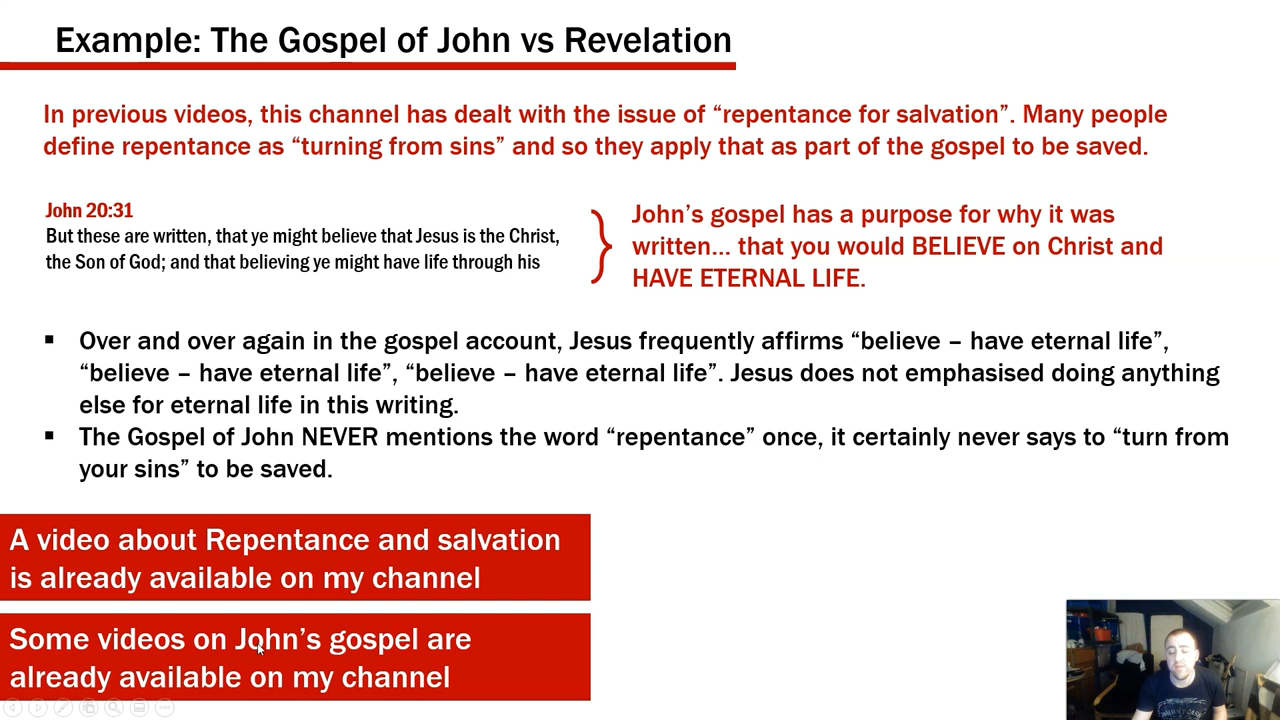 Example: The Gospel of John vs Revelation
In previous videos, this channel has dealt with the issue of “repentance for salvation”. Many people
define repentance as “turning from sins” and so they apply that as part of the gospel to be saved.
John 20:31
But these are written, that ye might believe that Jesus is the Christ,
the Son of God; and that believing ye might have life through his
John’s gospel has a purpose for why it was
written... that you would BELIEVE on Christ and
HAVE ETERNAL LIFE.
▪ Over and over again in the gospel account, Jesus frequently affirms “believe – have eternal life”,
“believe – have eternal life”, “believe – have eternal life”. Jesus does not emphasised doing anything
else for eternal life in this writing.
▪ The Gospel of John NEVER mentions the word “repentance” once, it certainly never says to “turn from
your sins” to be saved.
A video about Repentance and salvation
is already available on my channel
Some videos on John’s gospel are
already available on my channel